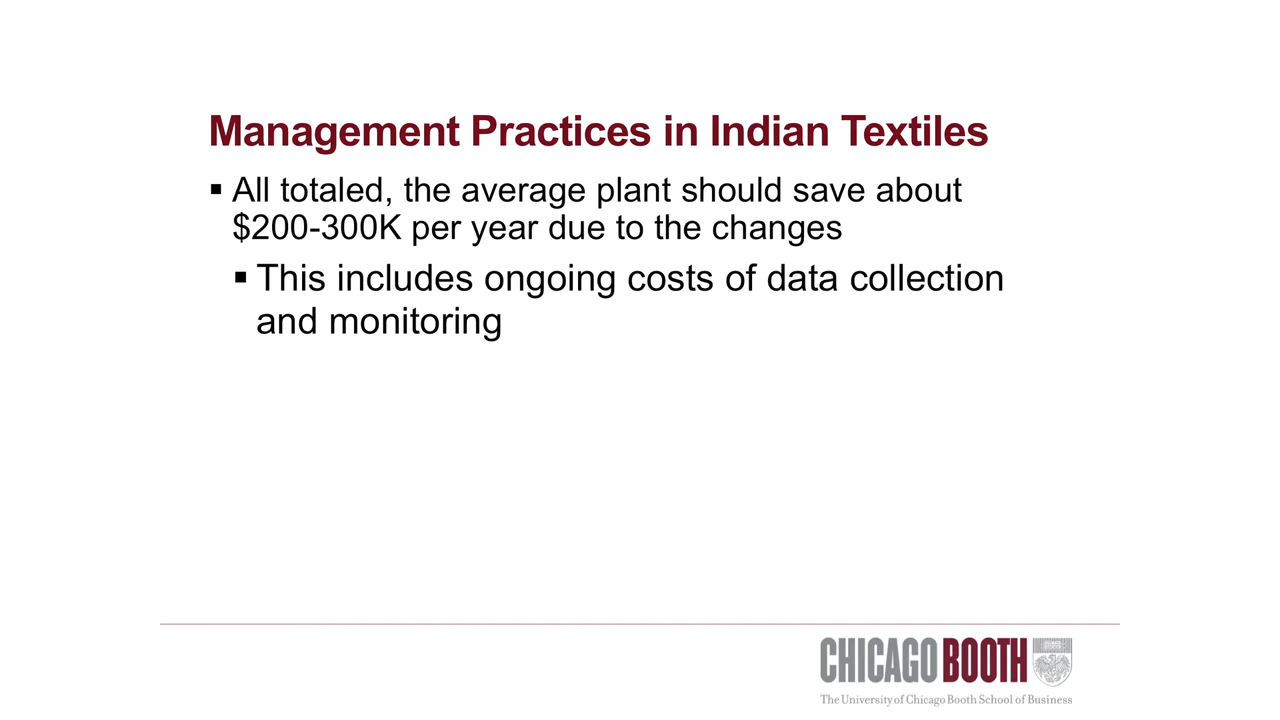 Management Practices in Indian Textiles
▪ All totaled, the average plant should save about
$200-300K per year due to the changes
▪ This includes ongoing costs of data collection
and monitoring
CHICAGO BOOTH
The University of Chicago Booth School of Business